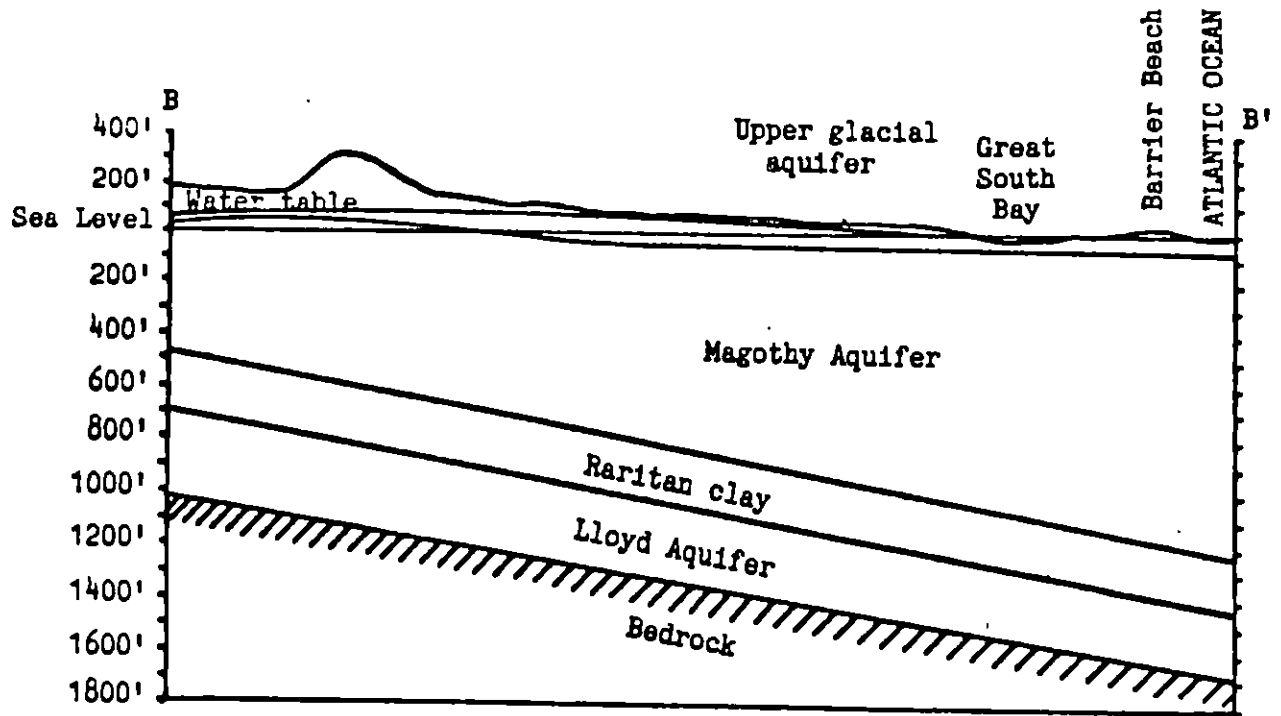 B
400'
200'
Water table
Sea Level
200'
400'
600'
800'
1000'
1200'
1400'
1600'
1800'
Upper glacial
aquifer
Great
South
Bay
Barrier Beach
ATLANTIC OCEAN
B'
Magothy Aquifer
Raritan clay
Lloyd Aquifer
Bedrock